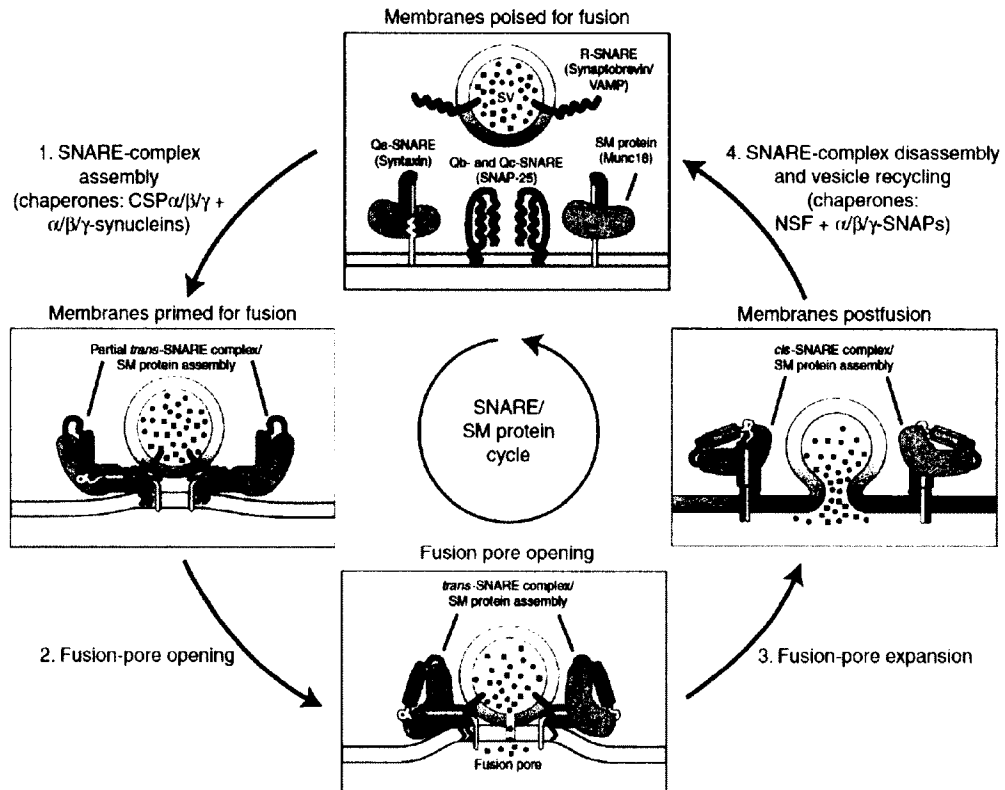 Membranes poised for fusion
R-SNARE
(Synaptobrevin/
VAMP)
SV
Qa-SNARE
(Syntaxin)
Qb- and Qc-SNARE
(SNAP-25)
SM protein
(Munc18)
1. SNARE-complex
assembly
(chaperones: CSPα/β/γ +
α/β/γ-synucleins)
4. SNARE-complex disassembly
and vesicle recycling
(chaperones:
NSF + α/β/γ-SNAPs)
Membranes primed for fusion
Partial trans-SNARE complex/
SM protein assembly
SNARE/
SM protein
cycle
Membranes postfusion
cis-SNARE complex/
SM protein assembly
Fusion pore opening
trans-SNARE complex/
SM protein assembly
Fusion pore
2. Fusion-pore opening
3. Fusion-pore expansion